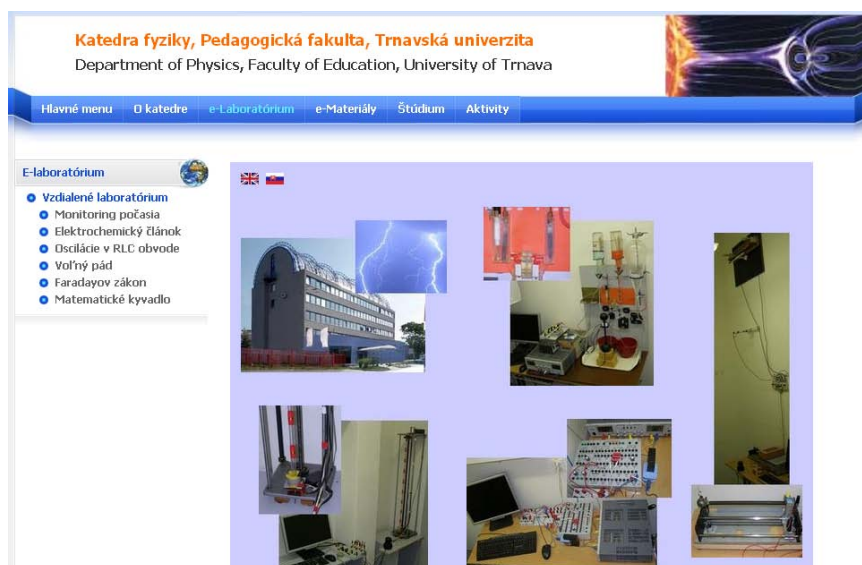 Katedra fyziky, Pedagogická fakulta, Trnavská univerzita
Department of Physics, Faculty of Education, University of Trnava
Hlavné menu O katedre e-Laboratórium e-Materiály Štúdium Aktivity
E-laboratórium
Vzdialené laboratórium
Monitoring počasia
Elektrochemický článok
Oscilácie v RLC obvode
Voľný pád
Faradayov zákon
Matematické kyvadlo